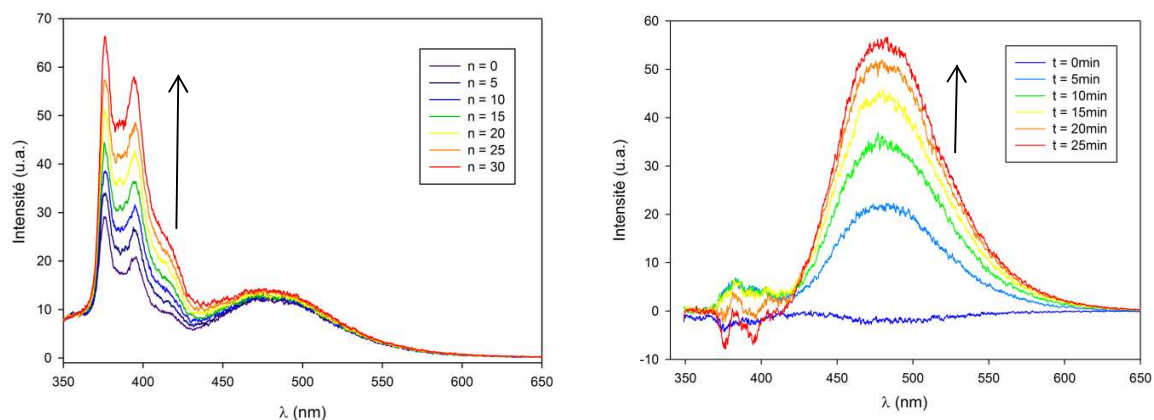 70
60
50
40
30
20
10
0
Intensité (u.a.)
350 400 450 500 550 600 650
λ (nm)
n = 0
n = 5
n = 10
n = 15
n = 20
n = 25
n = 30
60
50
40
30
20
10
0
-10
Intensité (u.a.)
350 400 450 500 550 600 650
λ (nm)
t = 0min
t = 5min
t = 10min
t = 15min
t = 20min
t = 25min